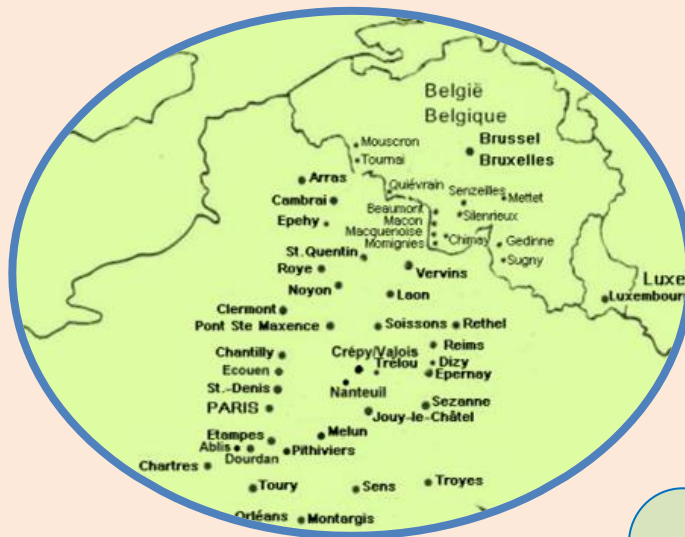 België
Belgique
Brussel
Bruxelles
Mouscron
Tournai
Arras
Quiévrain
Senzeilles
Mettet
Cambrai
Beaumont
Silenrieux
Epehy
Macon
Macquenoise
Chimay
Momignies
Gedinne
St.Quentin
Sugny
Roye
Vervins
Luxe
Noyon
Laon
Luxembourg
Clermont
Pont Ste Maxence
Soissons
Rethel
Reims
Chantilly
Crépy/Valois
Dizy
Ecouen
Trélou
Epernay
St.-Denis
Nanteuil
PARIS
Sezanne
Jouy-le-Châtel
Etampes
Melun
Ablis
Pithiviers
Dourdan
Chartres
Toury
Sens
Troyes
Orléans
Montargis